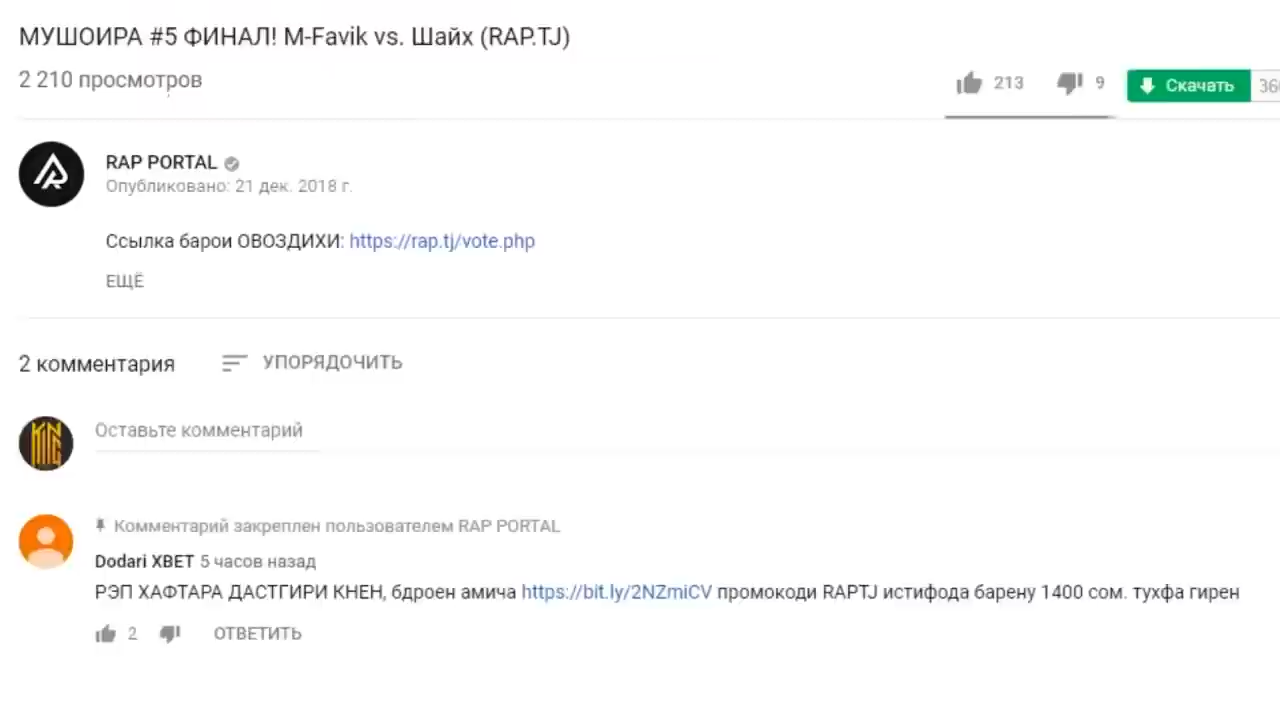 МУШОИРА #5 ФИНАЛ! M-Favik vs. Шайх (RAP.TJ)
2 210 просмотров
213 9 Скачать 36
RAP PORTAL
Опубликовано: 21 дек. 2018 г.
Ссылка барои ОВОЗДИХИ: https://rap.tj/vote.php
ЕЩЁ
2 комментария УПОРЯДОЧИТЬ
KING
Оставьте комментарий
Комментарий закреплен пользователем RAP PORTAL
Dodari XBET 5 часов назад
РЭП ХАФТАРА ДАСТГИРИ КНЕН, бдроен амича https://bit.ly/2NZmiCV промокоди RAPTJ истифода барену 1400 сом. тухфа гирен
2 ОТВЕТИТЬ